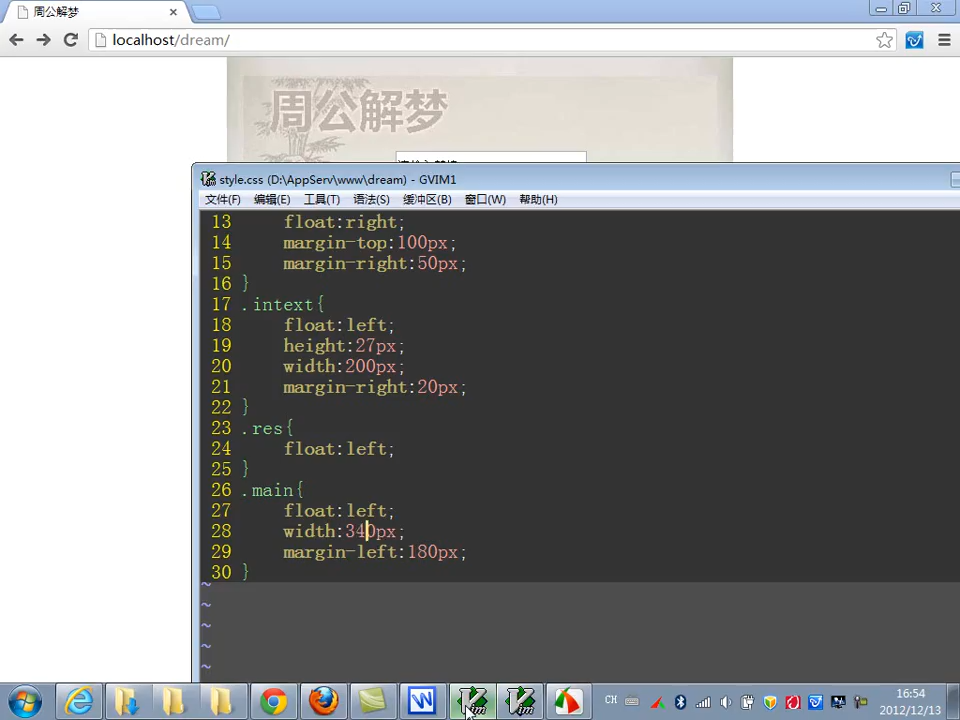 周公解梦
localhost/dream/
周公解梦
style.css (D:\AppServ\www\dream) - GVIM1
文件(F) 编辑(E) 工具(T) 语法(S) 缓冲区(B) 窗口(W) 帮助(H)
13 float:right;
14 margin-top:100px;
15 margin-right:50px;
16 }
17 .intext{
18 float:left;
19 height:27px;
20 width:200px;
21 margin-right:20px;
22 }
23 .res{
24 float:left;
25 }
26 .main{
27 float:left;
28 width:340px;
29 margin-left:180px;
30 }
~
~
~
~
~
CH
16:54
2012/12/13